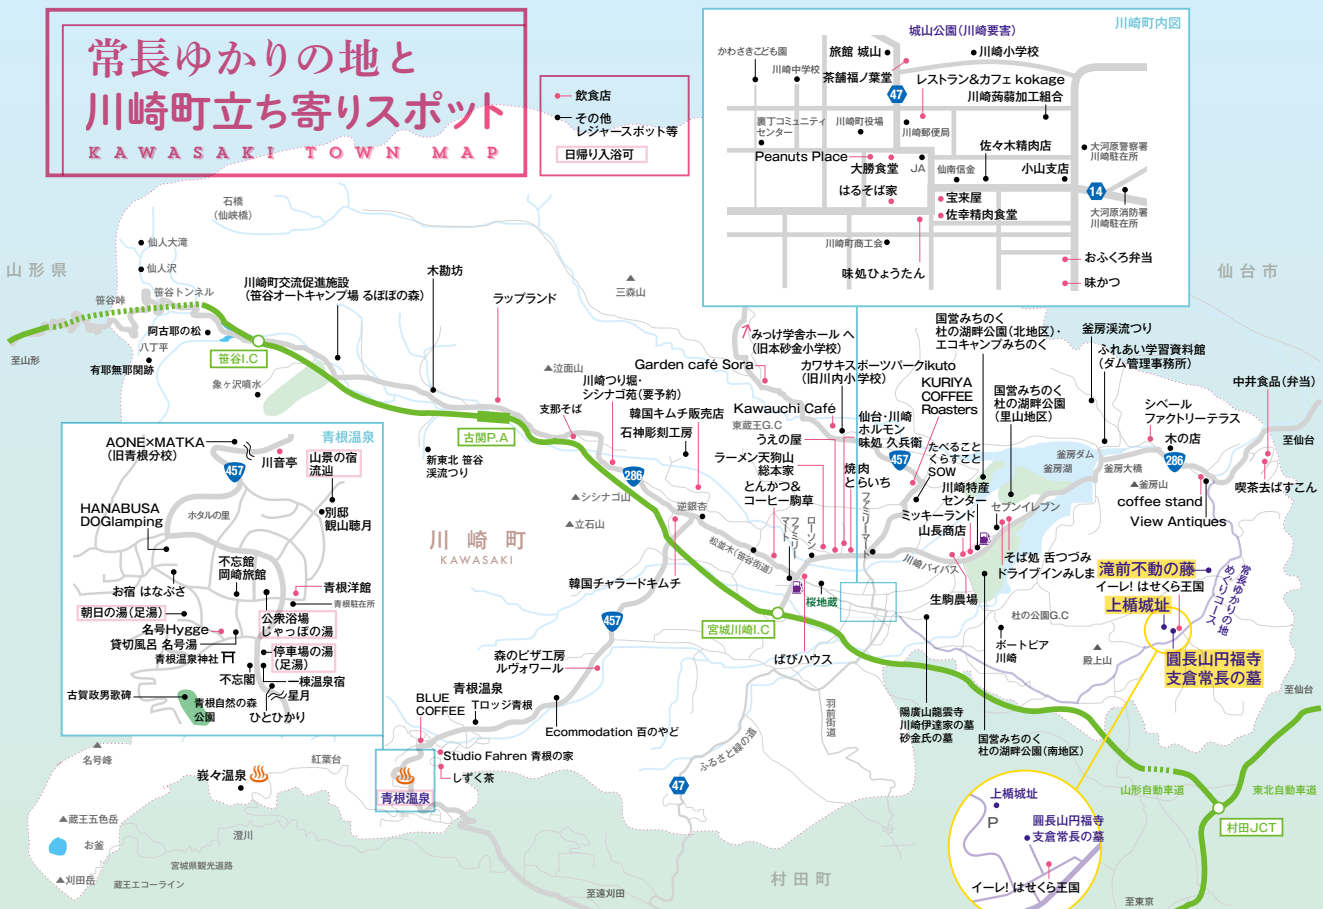 常長ゆかりの地と
川崎町立ち寄りスポット
KAWASAKI TOWN MAP
飲食店
その他
レジャースポット等
日帰り入浴可
川崎町内図
城山公園(川崎要害)
かわさきこども園
旅館 城山
川崎小学校
川崎中学校
茶舗福ノ葉堂
レストラン&カフェ kokage
47
川崎蒟蒻加工組合
裏丁コミュニティ
センター
川崎町役場
川崎郵便局
佐々木精肉店
大河原警察署
川崎駐在所
Peanuts Place
大勝食堂
JA
仙南信金
小山支店
はるそば家
宝来屋
14
佐幸精肉食堂
大河原消防署
川崎駐在所
川崎町商工会
味処ひょうたん
おふくろ弁当
味かつ
石橋
(仙峡橋)
仙人大滝
仙人沢
山形県
仙台市
笹谷峠
笹谷トンネル
川崎町交流促進施設
(笹谷オートキャンプ場 るぽぽの森)
木勘坊
ラップランド
三森山
阿古耶の松
八丁平
至山形
笹谷I.C
有耶無耶関跡
象ヶ沢噴水
泣面山
みっけ学舎ホール へ
(旧本砂金小学校)
Garden café Sora
カワサキスポーツパークikuto
(旧川内小学校)
国営みちのく
杜の湖畔公園(北地区)・
エコキャンプみちのく
釜房渓流つり
ふれあい学習資料館
(ダム管理事務所)
中井食品(弁当)
川崎つり堀・
シシナゴ苑(要予約)
支那そば
韓国キムチ販売店
石神彫刻工房
Kawauchi Café
東蔵王G.C
うえの屋
KURIYA
COFFEE
Roasters
国営みちのく
杜の湖畔公園
(里山地区)
シベール
ファクトリーテラス
木の店
至仙台
仙台・川崎
ホルモン
味処 久兵衛
古関P.A
新東北 笹谷
渓流つり
286
ラーメン天狗山
総本家
とんかつ&
コーヒー駒草
焼肉
とらいち
457
たべること
くらすこと
SOW
釜房ダム
釜房湖
釜房大橋
286
釜房山
喫茶去ばすこん
coffee stand
View Antiques
川崎特産
センター
セブンイレブン
ミッキーランド
山長商店
シシナゴ山
立石山
逆銀杏
松並木(笹谷街道)
ファミリー
マート
ローソン
ファミリーマート
川崎バイパス
そば処 舌つづみ
ドライブインみしま
滝前不動の藤
イーレ! はせくら王国
上楯城址
常長ゆかりの地
めぐりコース
川崎町
KAWASAKI
韓国チャラードキムチ
桜地蔵
生駒農場
杜の公園G.C
宮城川崎I.C
457
ぱぴハウス
ボートピア
川崎
殿上山
圓長山円福寺
支倉常長の墓
森のピザ工房
ルヴォワール
羽前街道
陽廣山龍雲寺
川崎伊達家の墓
砂金氏の墓
国営みちのく
杜の湖畔公園(南地区)
至仙台
青根温泉
AONE×MATKA
(旧青根分校)
川音亭
山景の宿
流辿
457
HANABUSA
DOGlamping
ホタルの里
別邸
観山聴月
不忘館
岡崎旅館
お宿 はなぶさ
青根洋館
青根駐在所
朝日の湯(足湯)
公衆浴場
じゃっぽの湯
名号Hygge
貸切風呂 名号湯
停車場の湯
(足湯)
青根温泉神社
不忘閣
一棟温泉宿
星月
古賀政男歌碑
青根自然の森
公園
ひとひかり
BLUE
COFFEE
青根温泉
Tロッジ青根
Ecommodation 百のやど
Studio Fahren 青根の家
しずく茶
青根温泉
ふるさと緑の道
47
名号峰
紅葉台
峩々温泉
蔵王五色岳
お釜
刈田岳
澄川
宮城県観光道路
蔵王エコーライン
至遠刈田
村田町
上楯城址
P
圓長山円福寺
支倉常長の墓
イーレ! はせくら王国
山形自動車道
東北自動車道
村田JCT
至東京